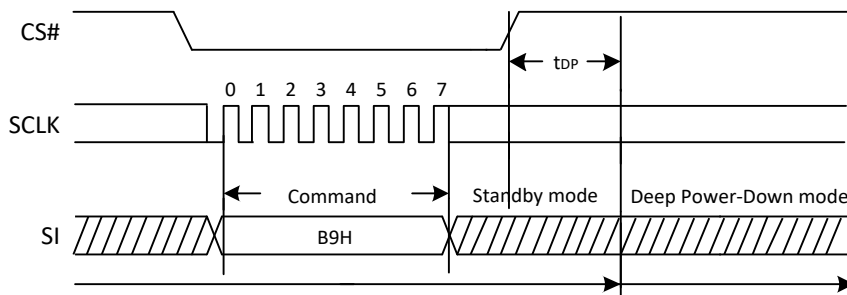 CS#
tDP
0 1 2 3 4 5 6 7
SCLK
Command
Standby mode
Deep Power-Down mode
SI
B9H